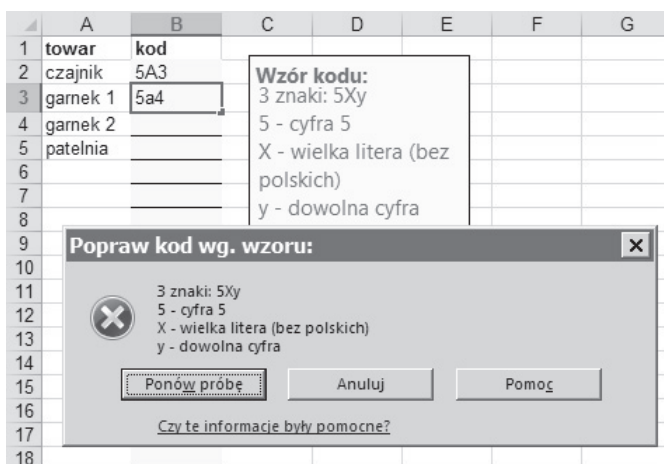 A B C D E F G
1 towar kod
2 czajnik 5A3
3 garnek 1 5a4
4 garnek 2
5 patelnia
6
7
8
9
10
11
12
13
14
15
16
17
18
Wzór kodu:
3 znaki: 5Xy
5 - cyfra 5
X - wielka litera (bez
polskich)
y - dowolna cyfra
Popraw kod wg. wzoru:
3 znaki: 5Xy
5 - cyfra 5
X - wielka litera (bez polskich)
y - dowolna cyfra
Ponów próbę Anuluj Pomoc
Czy te informacje były pomocne?